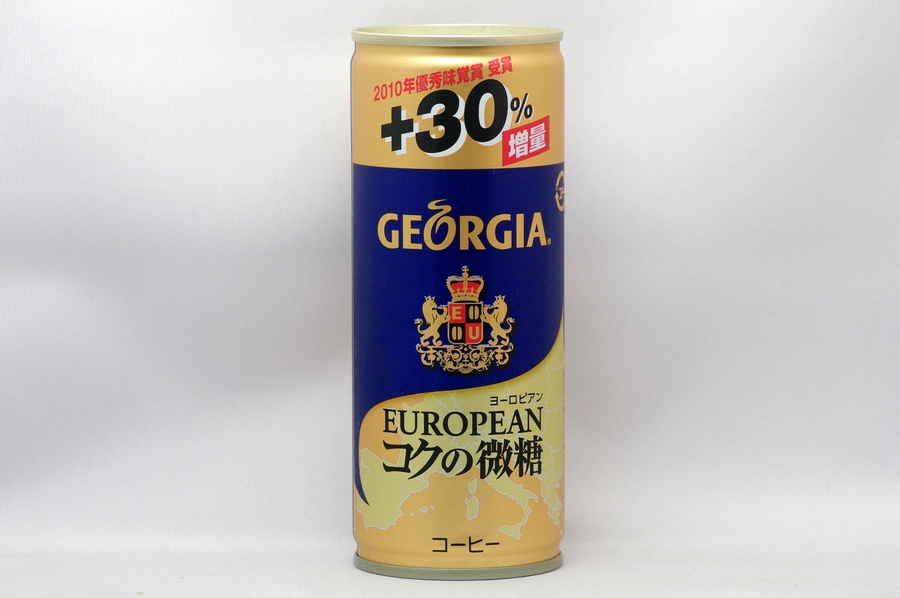 2010年優秀味覚賞 受賞
+30%
増量
GEORGIA®
E
U
ヨーロピアン
EUROPEAN
コクの微糖
コーヒー